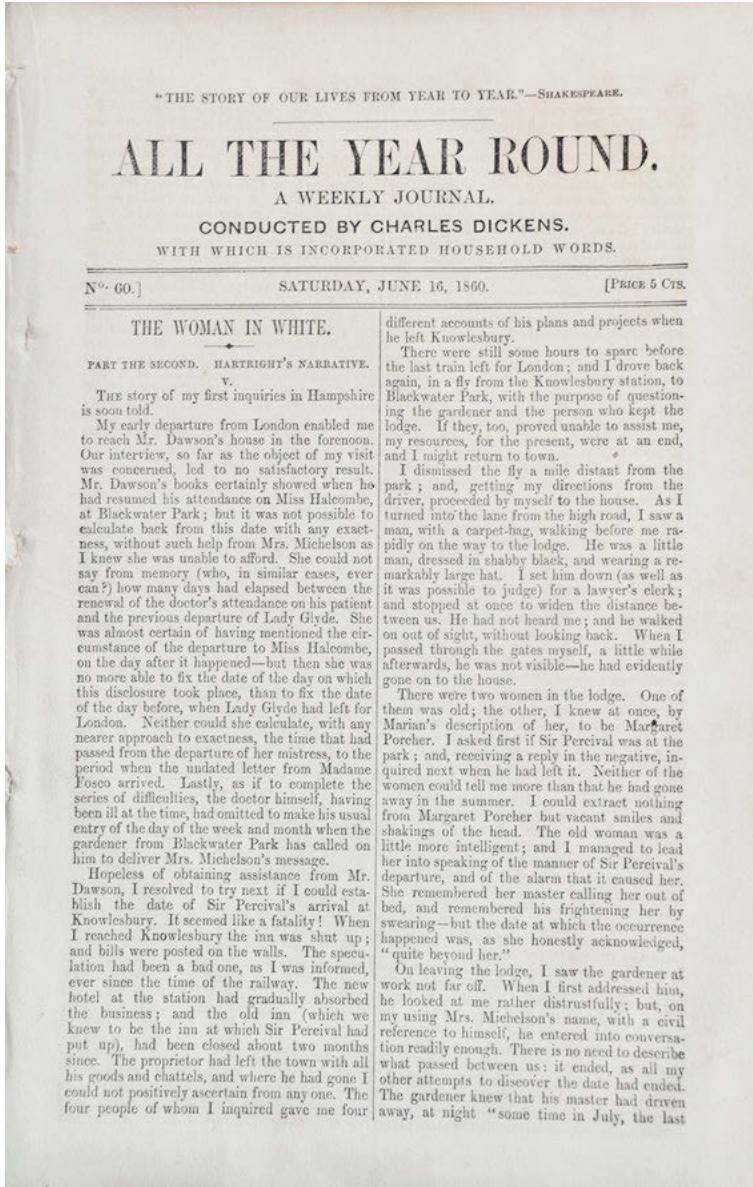 "THE STORY OF OUR LIVES FROM YEAR TO YEAR."—SHAKESPEARE.
ALL THE YEAR ROUND.
A WEEKLY JOURNAL.
CONDUCTED BY CHARLES DICKENS.
WITH WHICH IS INCORPORATED HOUSEHOLD WORDS.
No. 60.] SATURDAY, JUNE 16, 1860. [PRICE 5 CTS.
THE WOMAN IN WHITE.
PART THE SECOND. HARTRIGHT'S NARRATIVE.
V.
THE story of my first inquiries in Hampshire
is soon told.
My early departure from London enabled me
to reach Mr. Dawson's house in the forenoon.
Our interview, so far as the object of my visit
was concerned, led to no satisfactory result.
Mr. Dawson's books certainly showed when he
had resumed his attendance on Miss Halcombe,
at Blackwater Park; but it was not possible to
calculate back from this date with any exact-
ness, without such help from Mrs. Michelson as
I knew she was unable to afford. She could not
say from memory (who, in similar cases, ever
can?) how many days had elapsed between the
renewal of the doctor's attendance on his patient
and the previous departure of Lady Glyde. She
was almost certain of having mentioned the cir-
cumstance of the departure to Miss Halcombe,
on the day after it happened—but then she was
no more able to fix the date of the day on which
this disclosure took place, than to fix the date
of the day before, when Lady Glyde had left for
London. Neither could she calculate, with any
nearer approach to exactness, the time that had
passed from the departure of her mistress, to the
period when the undated letter from Madame
Fosco arrived. Lastly, as if to complete the
series of difficulties, the doctor himself, having
been ill at the time, had omitted to make his usual
entry of the day of the week and month when the
gardener from Blackwater Park has called on
him to deliver Mrs. Michelson's message.
Hopeless of obtaining assistance from Mr.
Dawson, I resolved to try next if I could esta-
blish the date of Sir Percival's arrival at
Knowlesbury. It seemed like a fatality! When
I reached Knowlesbury the inn was shut up;
and bills were posted on the walls. The specu-
lation had been a bad one, as I was informed,
ever since the time of the railway. The new
hotel at the station had gradually absorbed
the business; and the old inn (which we
knew to be the inn at which Sir Percival had
put up), had been closed about two months
since. The proprietor had left the town with all
his goods and chattels, and where he had gone I
could not positively ascertain from any one. The
four people of whom I inquired gave me four
different accounts of his plans and projects when
he left Knowlesbury.
There were still some hours to spare before
the last train left for London; and I drove back
again, in a fly from the Knowlesbury station, to
Blackwater Park, with the purpose of question-
ing the gardener and the person who kept the
lodge. If they, too, proved unable to assist me,
my resources, for the present, were at an end,
and I might return to town.
I dismissed the fly a mile distant from the
park; and, getting my directions from the
driver, proceeded by myself to the house. As I
turned into the lane from the high road, I saw a
man, with a carpet-bag, walking before me ra-
pidly on the way to the lodge. He was a little
man, dressed in shabby black, and wearing a re-
markably large hat. I set him down (as well as
it was possible to judge) for a lawyer's clerk;
and stopped at once to widen the distance be-
tween us. He had not heard me; and he walked
on out of sight, without looking back. When I
passed through the gates myself, a little while
afterwards, he was not visible—he had evidently
gone on to the house.
There were two women in the lodge. One of
them was old; the other, I knew at once, by
Marian's description of her, to be Margaret
Porcher. I asked first if Sir Percival was at the
park; and, receiving a reply in the negative, in-
quired next when he had left it. Neither of the
women could tell me more than that he had gone
away in the summer. I could extract nothing
from Margaret Porcher but vacant smiles and
shakings of the head. The old woman was a
little more intelligent; and I managed to lead
her into speaking of the manner of Sir Percival's
departure, and of the alarm that it caused her.
She remembered her master calling her out of
bed, and remembered his frightening her by
swearing—but the date at which the occurrence
happened was, as she honestly acknowledged,
"quite beyond her."
On leaving the lodge, I saw the gardener at
work not far off. When I first addressed him,
he looked at me rather distrustfully; but, on
my using Mrs. Michelson's name, with a civil
reference to himself, he entered into conversa-
tion readily enough. There is no need to describe
what passed between us: it ended, as all my
other attempts to discover the date had ended.
The gardener knew that his master had driven
away, at night "some time in July, the last